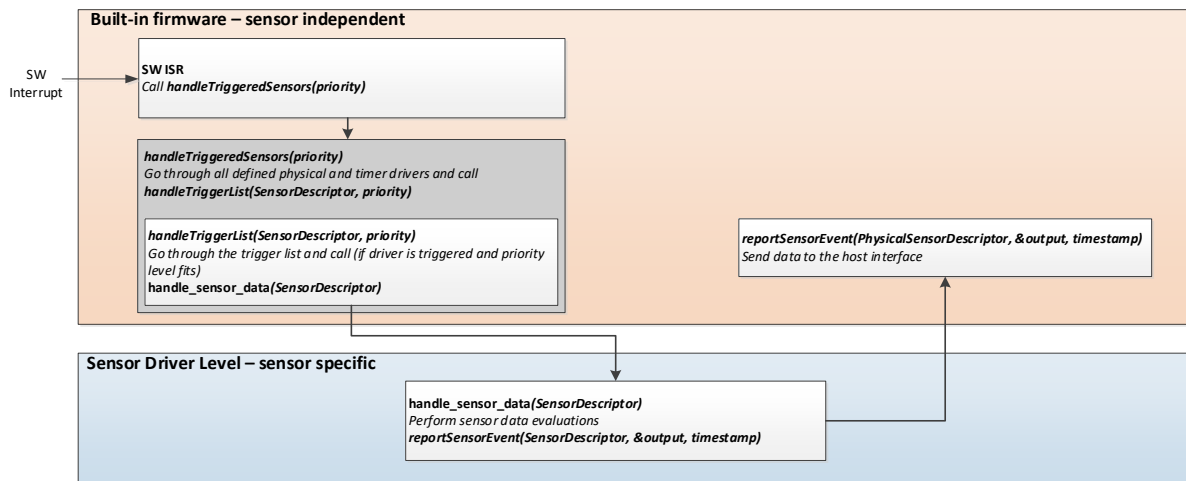 Built-in firmware – sensor independent
SW
Interrupt
SW ISR
Call handleTriggeredSensors(priority)
handleTriggeredSensors(priority)
Go through all defined physical and timer drivers and call
handleTriggerList(SensorDescriptor, priority)
handleTriggerList(SensorDescriptor, priority)
Go through the trigger list and call (if driver is triggered and priority
level fits)
handle_sensor_data(SensorDescriptor)
reportSensorEvent(PhysicalSensorDescriptor, &output, timestamp)
Send data to the host interface
Sensor Driver Level – sensor specific
handle_sensor_data(SensorDescriptor)
Perform sensor data evaluations
reportSensorEvent(SensorDescriptor, &output, timestamp)